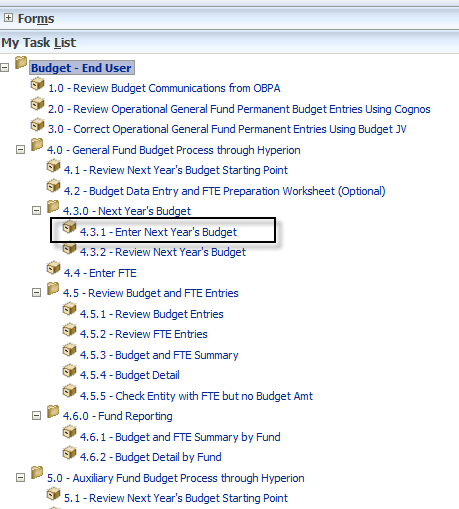 Forms
My Task List
Budget - End User
1.0 - Review Budget Communications from OBPA
2.0 - Review Operational General Fund Permanent Budget Entries Using Cognos
3.0 - Correct Operational General Fund Permanent Entries Using Budget JV
4.0 - General Fund Budget Process through Hyperion
4.1 - Review Next Year's Budget Starting Point
4.2 - Budget Data Entry and FTE Preparation Worksheet (Optional)
4.3.0 - Next Year's Budget
4.3.1 - Enter Next Year's Budget
4.3.2 - Review Next Year's Budget
4.4 - Enter FTE
4.5 - Review Budget and FTE Entries
4.5.1 - Review Budget Entries
4.5.2 - Review FTE Entries
4.5.3 - Budget and FTE Summary
4.5.4 - Budget Detail
4.5.5 - Check Entity with FTE but no Budget Amt
4.6.0 - Fund Reporting
4.6.1 - Budget and FTE Summary by Fund
4.6.2 - Budget Detail by Fund
5.0 - Auxiliary Fund Budget Process through Hyperion
5.1 - Review Next Year's Budget Starting Point